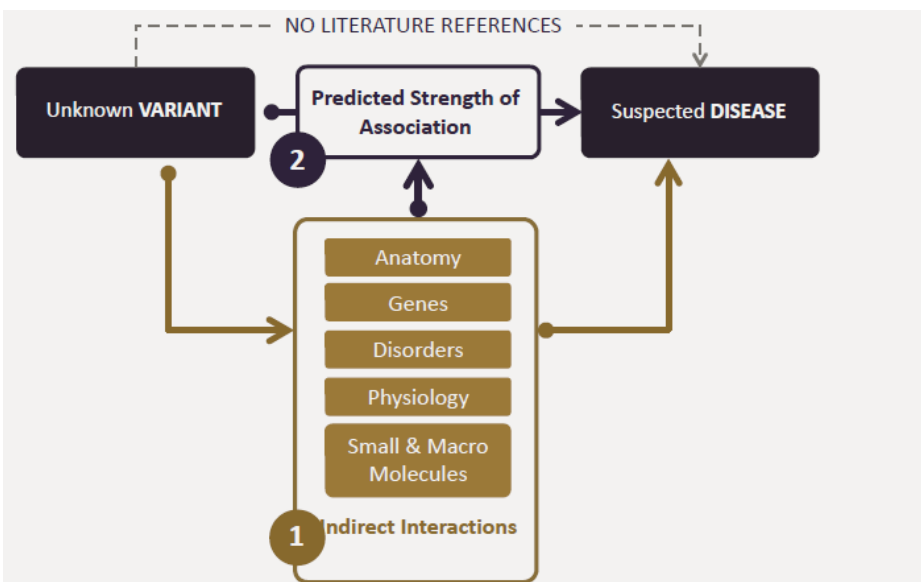 NO LITERATURE REFERENCES
Unknown VARIANT
Predicted Strength of
Association
Suspected DISEASE
2
Anatomy
Genes
Disorders
Physiology
Small & Macro
Molecules
1
Indirect Interactions